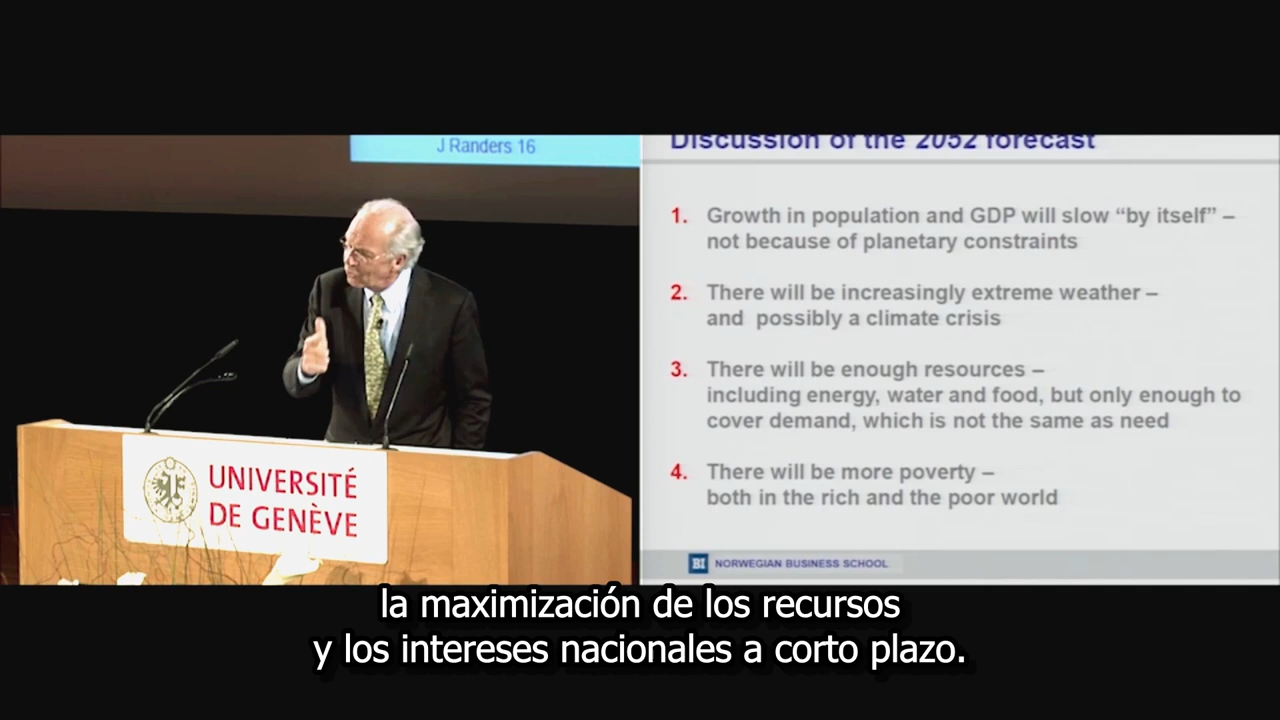 J Randers 16
Discussion of the 2052 forecast
1. Growth in population and GDP will slow “by itself” –
not because of planetary constraints
2. There will be increasingly extreme weather –
and possibly a climate crisis
3. There will be enough resources –
including energy, water and food, but only enough to
cover demand, which is not the same as need
4. There will be more poverty –
both in the rich and the poor world
BI NORWEGIAN BUSINESS SCHOOL
UNIVERSITÉ
DE GENÈVE
la maximización de los recursos
y los intereses nacionales a corto plazo.